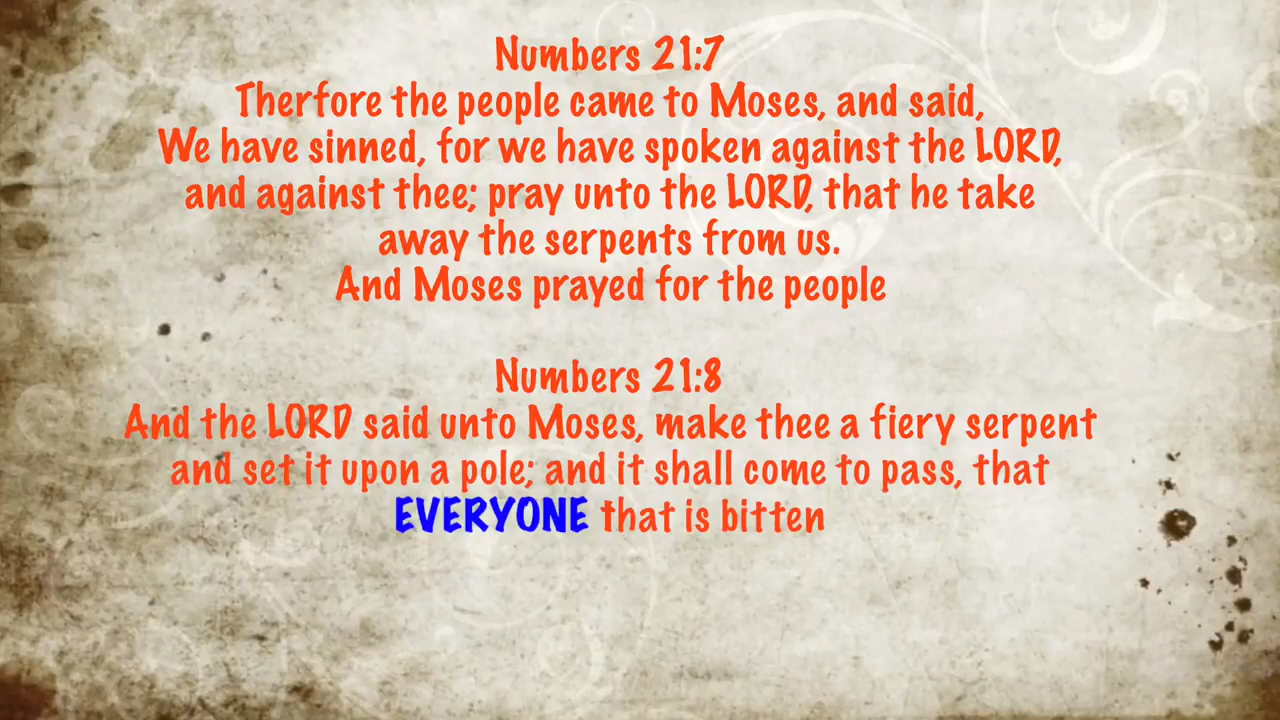 Numbers 21:7
Therfore the people came to Moses, and said,
We have sinned, for we have spoken against the LORD,
and against thee; pray unto the LORD, that he take
away the serpents from us.
And Moses prayed for the people
Numbers 21:8
And the LORD said unto Moses, make thee a fiery serpent
and set it upon a pole; and it shall come to pass, that
EVERYONE that is bitten